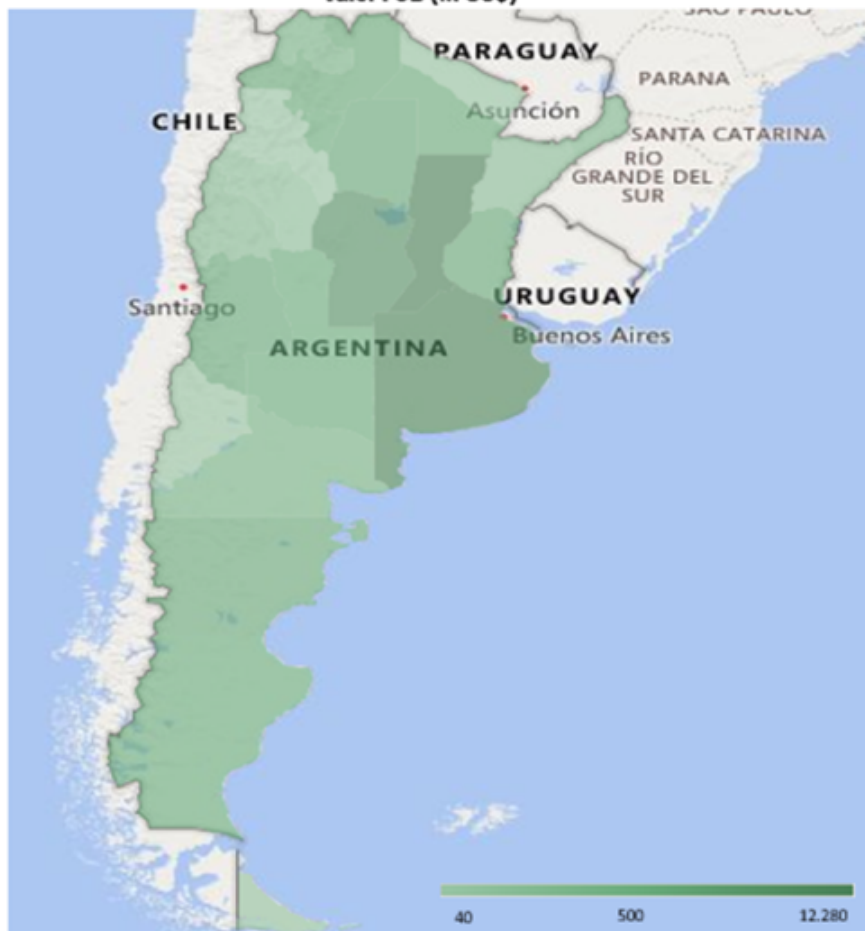 PARAGUAY
PARANA
Asunción
CHILE
SANTA CATARINA
RÍO
GRANDE DEL
SUR
URUGUAY
Santiago
Buenos Aires
ARGENTINA
40 500 12.280